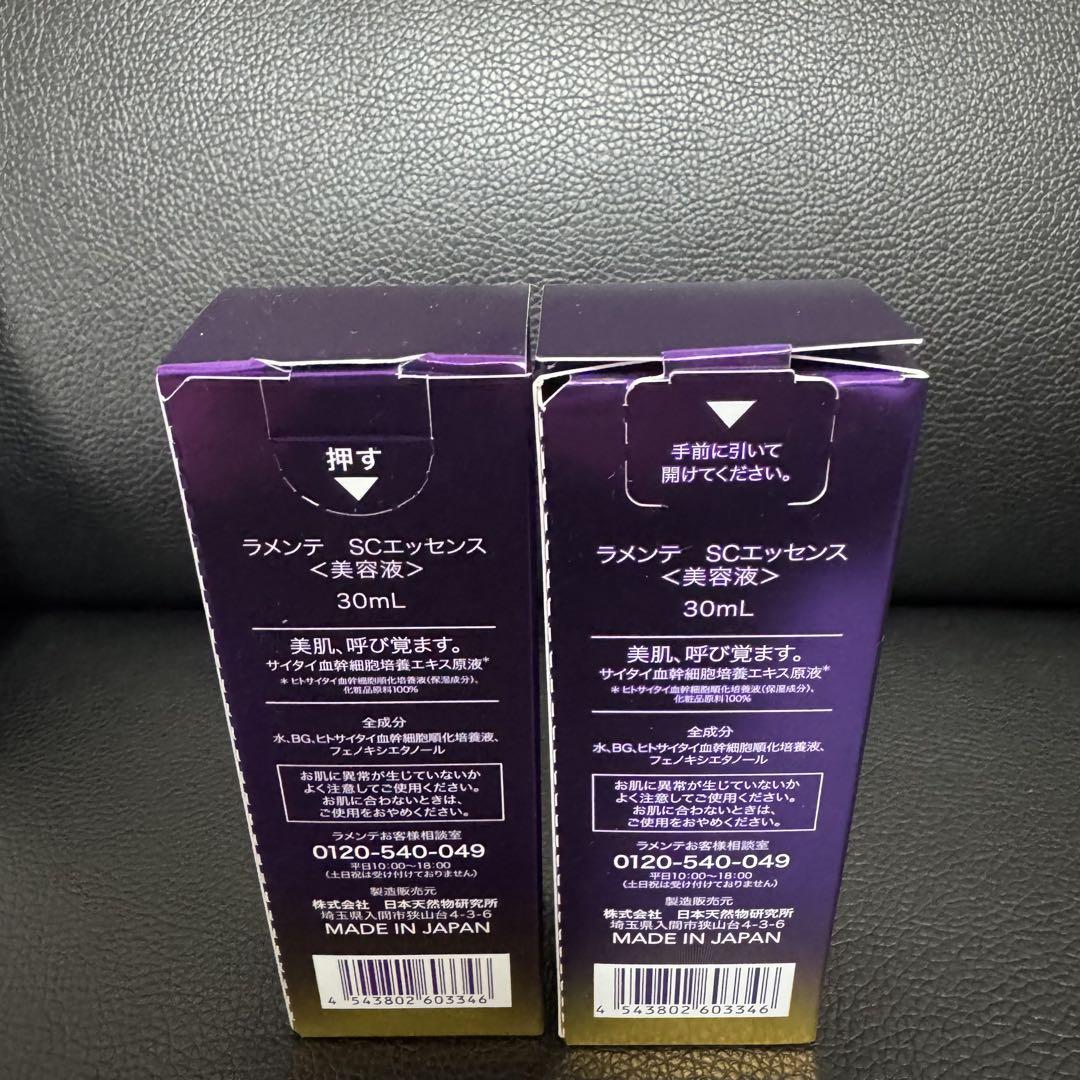 押す
ラメンテ　SCエッセンス
＜美容液＞
30mL
美肌、呼び覚ます。
サイタイ血幹細胞培養エキス原液*
＊ヒトサイタイ血幹細胞順化培養液(保湿成分)、
化粧品原料100%
全成分
水、BG、ヒトサイタイ血幹細胞順化培養液、
フェノキシエタノール
お肌に異常が生じていないか
よく注意してご使用ください。
お肌に合わないときは、
ご使用をおやめください。
ラメンテお客様相談室
0120-540-049
平日10:00～18:00
(土日祝は受け付けておりません)
製造販売元
株式会社　日本天然物研究所
埼玉県入間市狭山台4-3-6
MADE IN JAPAN
4 543802 603346
手前に引いて
開けてください。
ラメンテ　SCエッセンス
＜美容液＞
30mL
美肌、呼び覚ます。
サイタイ血幹細胞培養エキス原液*
＊ヒトサイタイ血幹細胞順化培養液(保湿成分)、
化粧品原料100%
全成分
水、BG、ヒトサイタイ血幹細胞順化培養液、
フェノキシエタノール
お肌に異常が生じていないか
よく注意してご使用ください。
お肌に合わないときは、
ご使用をおやめください。
ラメンテお客様相談室
0120-540-049
平日10:00～18:00
(土日祝は受け付けておりません)
製造販売元
株式会社　日本天然物研究所
埼玉県入間市狭山台4-3-6
MADE IN JAPAN
4 543802 603346